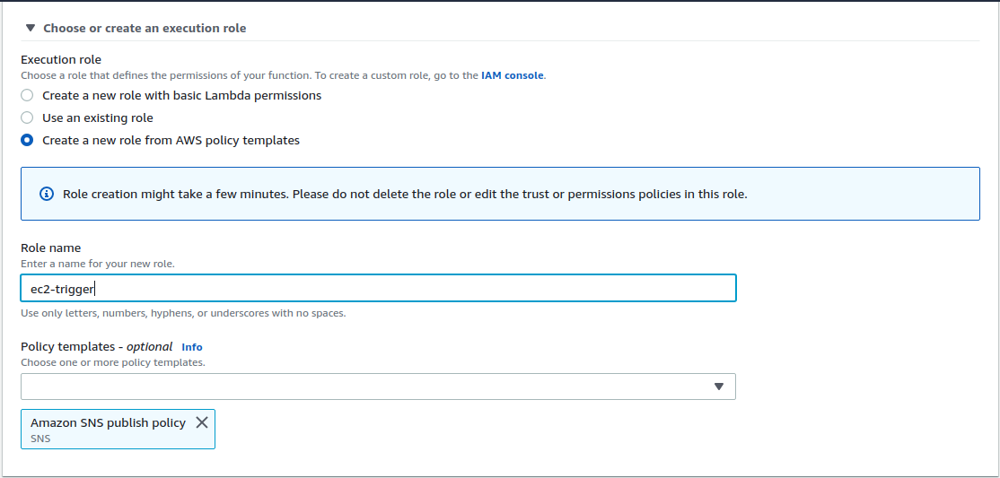 Choose or create an execution role
Execution role
Choose a role that defines the permissions of your function. To create a custom role, go to the IAM console.
Create a new role with basic Lambda permissions
Use an existing role
Create a new role from AWS policy templates
Role creation might take a few minutes. Please do not delete the role or edit the trust or permissions policies in this role.
Role name
Enter a name for your new role.
ec2-trigger
Use only letters, numbers, hyphens, or underscores with no spaces.
Policy templates - optional Info
Choose one or more policy templates.
Amazon SNS publish policy
SNS